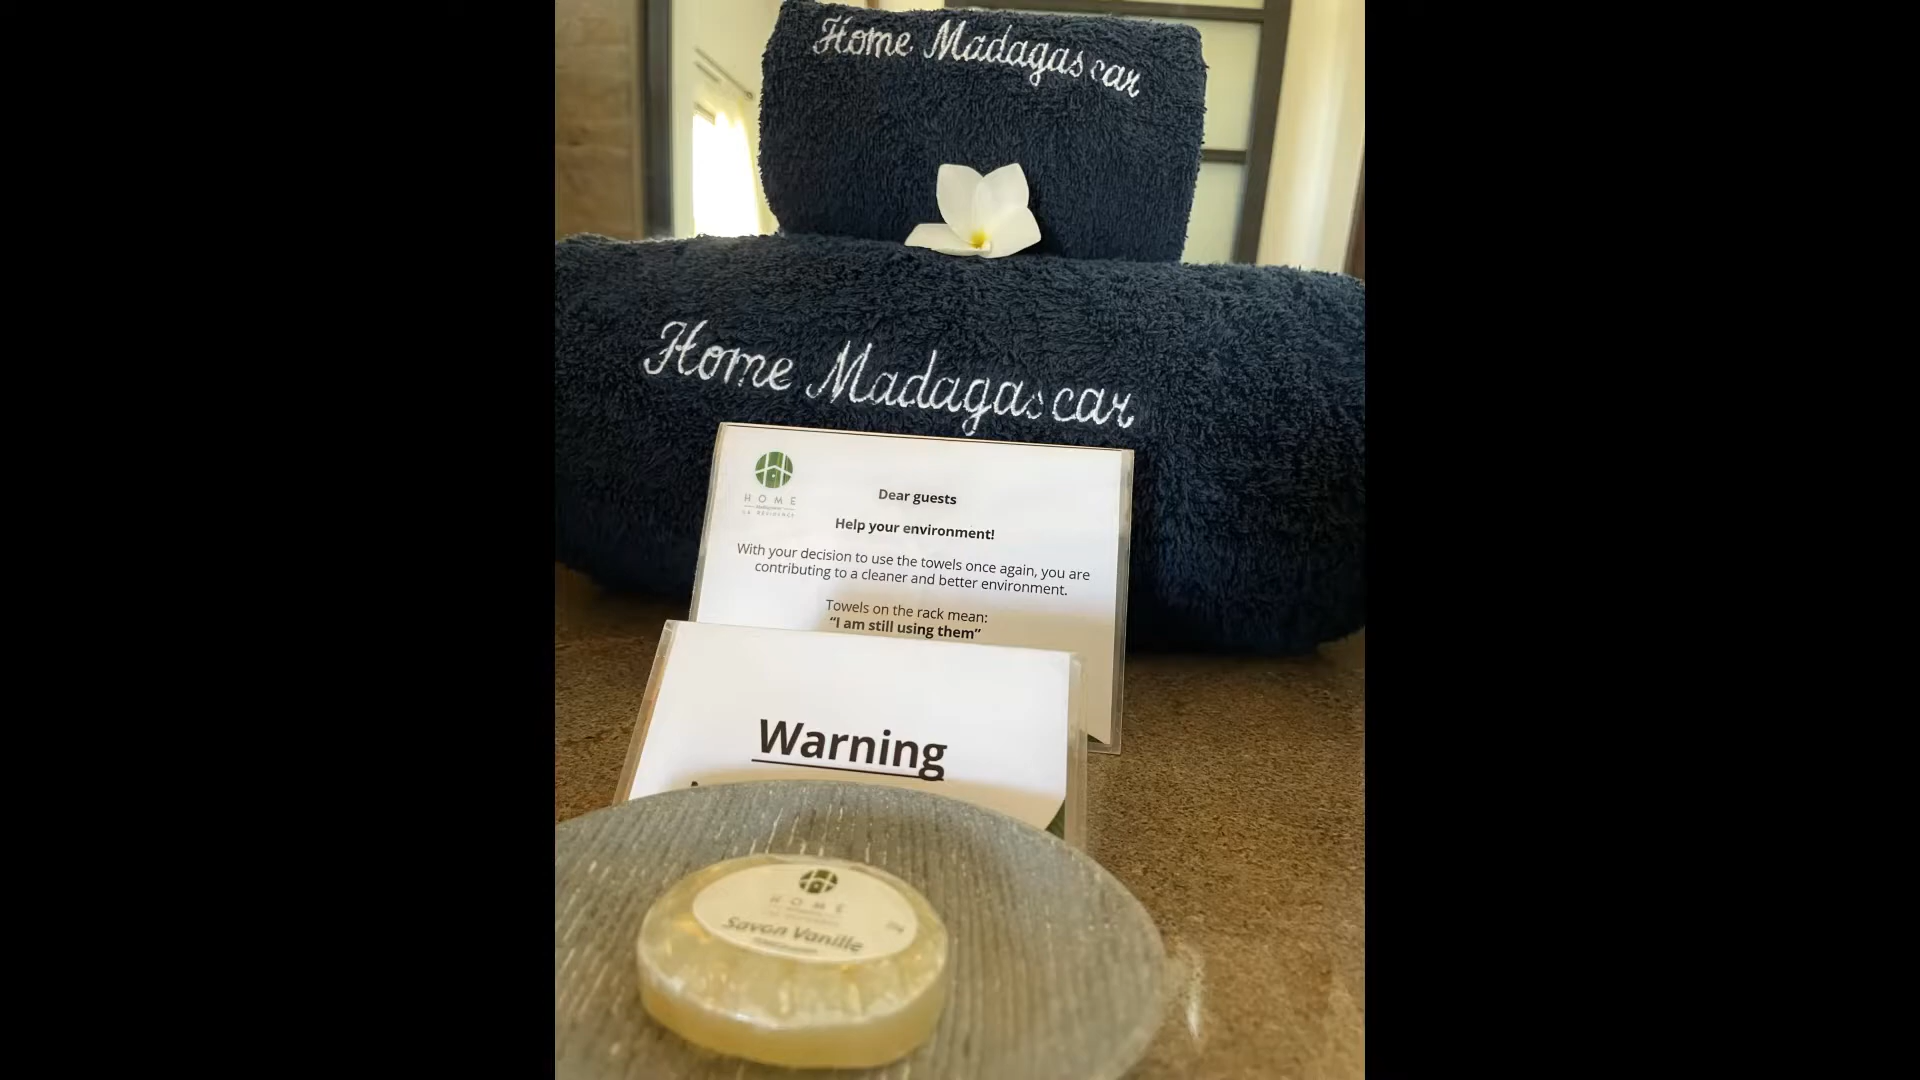 Home Madagascar
Home Madagascar
HOME
LA RESIDENCE
Dear guests
Help your environment!
With your decision to use the towels once again, you are
contributing to a cleaner and better environment.
Towels on the rack mean:
“I am still using them”
Warning
HOME
Savon Vanille